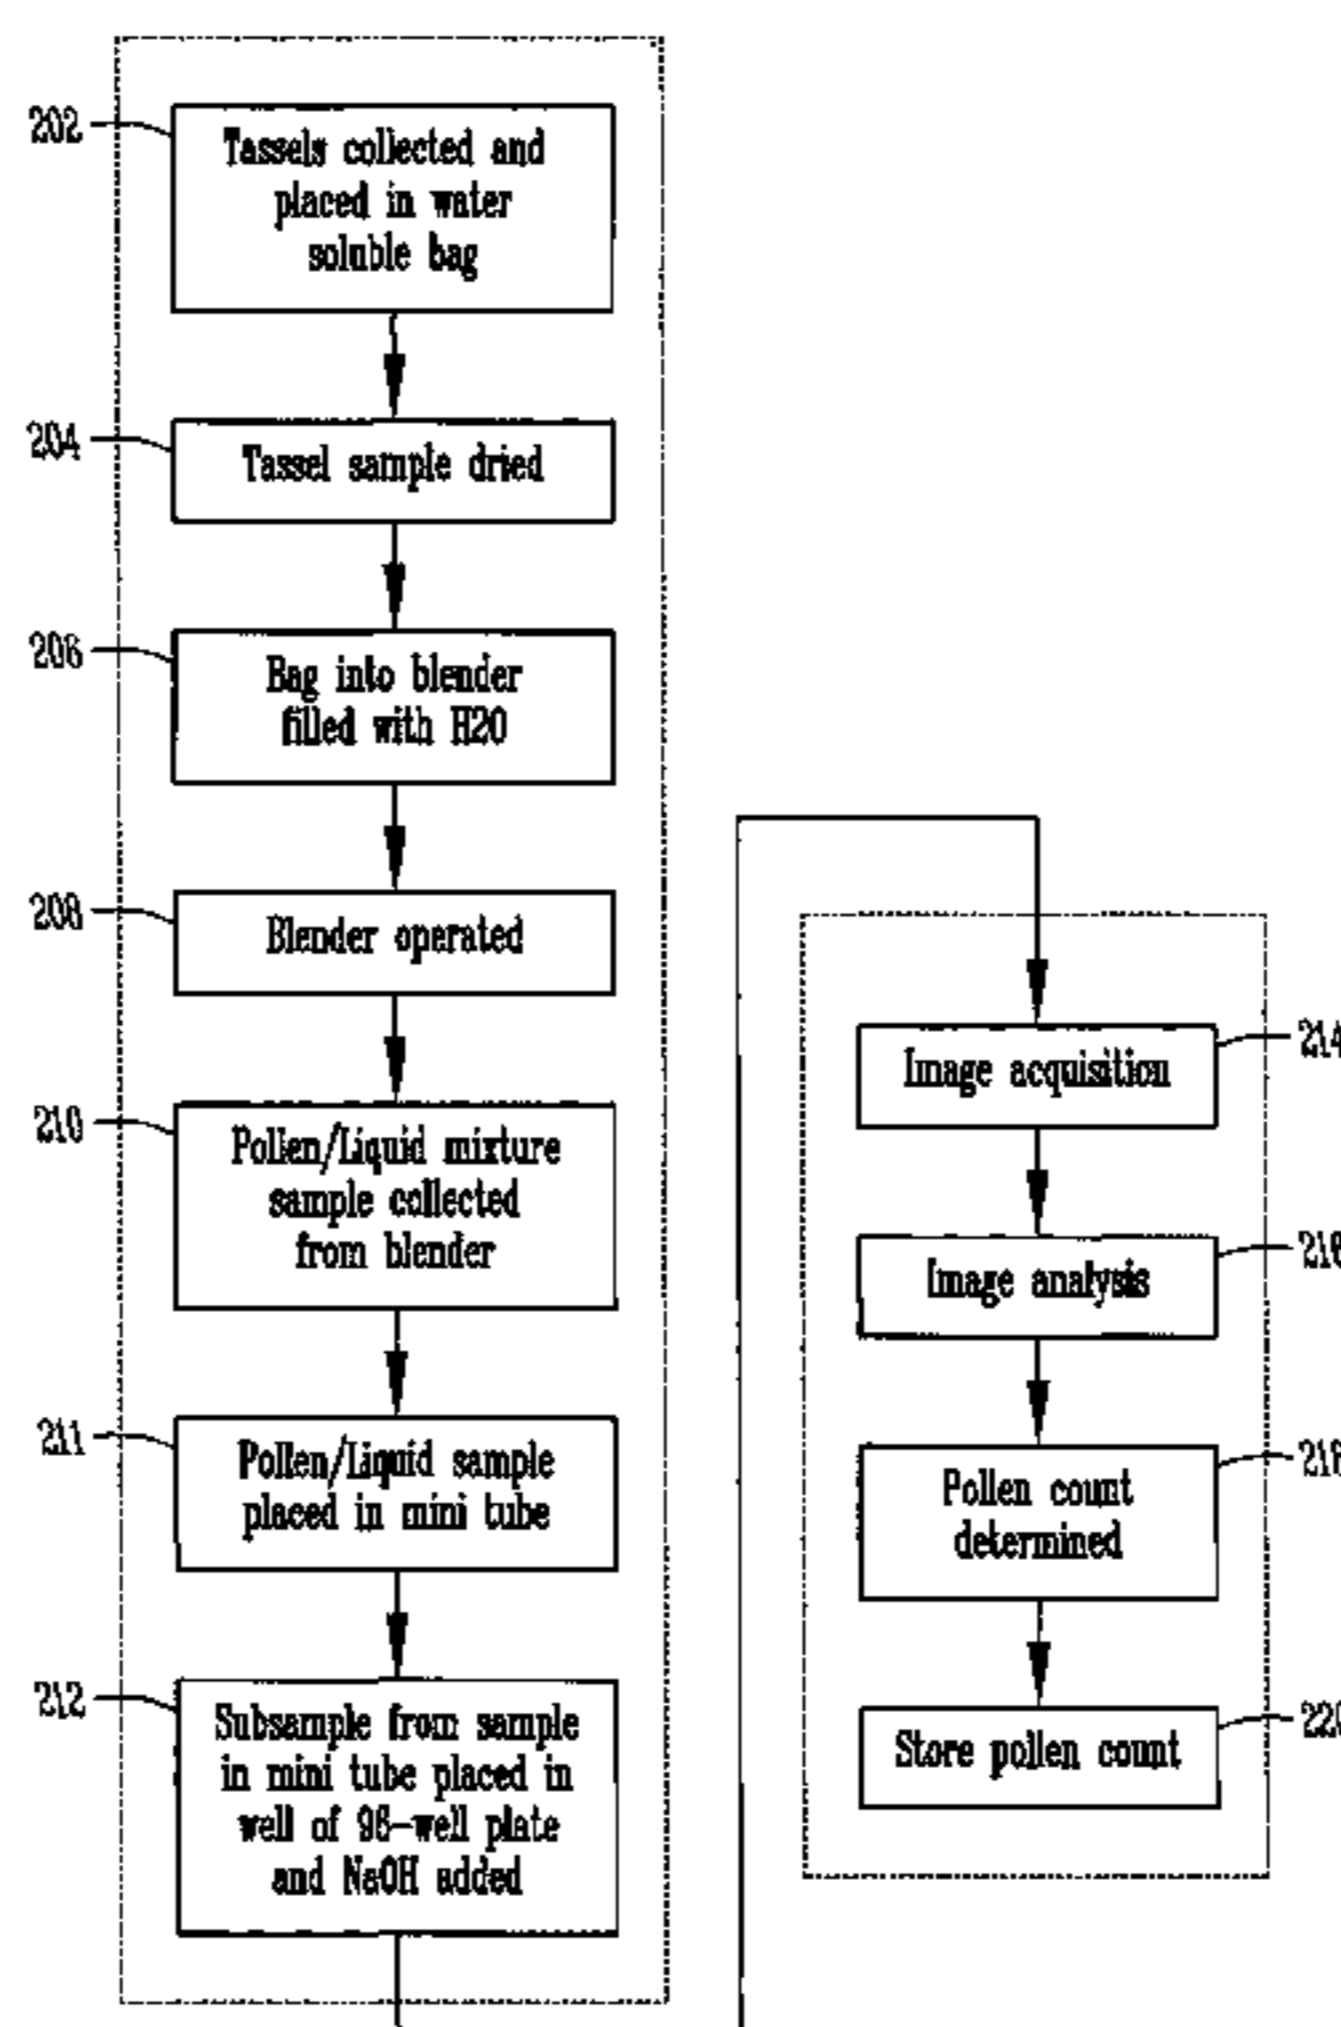 202
Tassels collected and
placed in water
soluble bag
204
Tassel sample dried
206
Bag into blender
filled with H2O
208
Blender operated
210
Pollen/Liquid mixture
sample collected
from blender
211
Pollen/Liquid sample
placed in mini tube
212
Subsample from sample
in mini tube placed in
well of 96-well plate
and NaOH added
Image acquisition
214
Image analysis
Pollen count
determined
Store pollen count